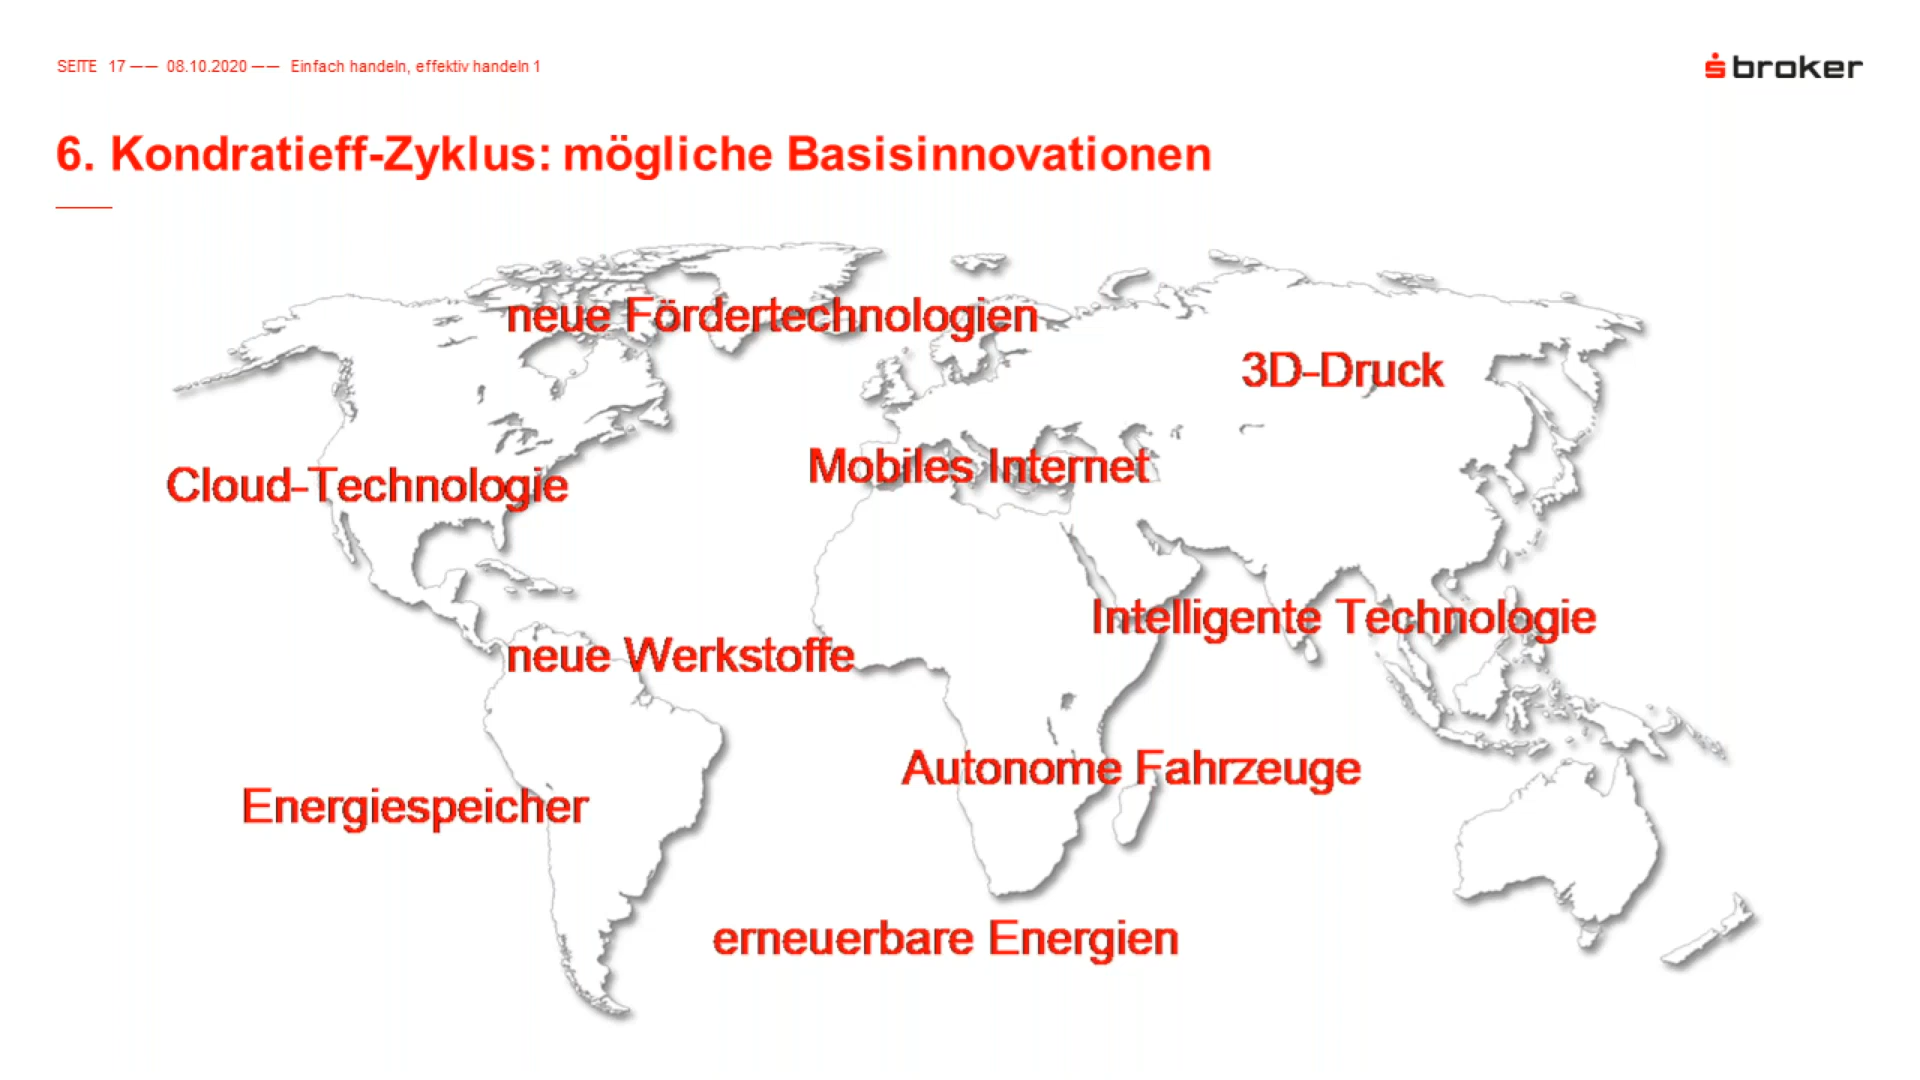 SEITE 17 —— 08.10.2020 —— Einfach handeln, effektiv handeln 1
broker
6. Kondratieff-Zyklus: mögliche Basisinnovationen
neue Fördertechnologien
3D-Druck
Mobiles Internet
Cloud-Technologie
Intelligente Technologie
neue Werkstoffe
Autonome Fahrzeuge
Energiespeicher
erneuerbare Energien